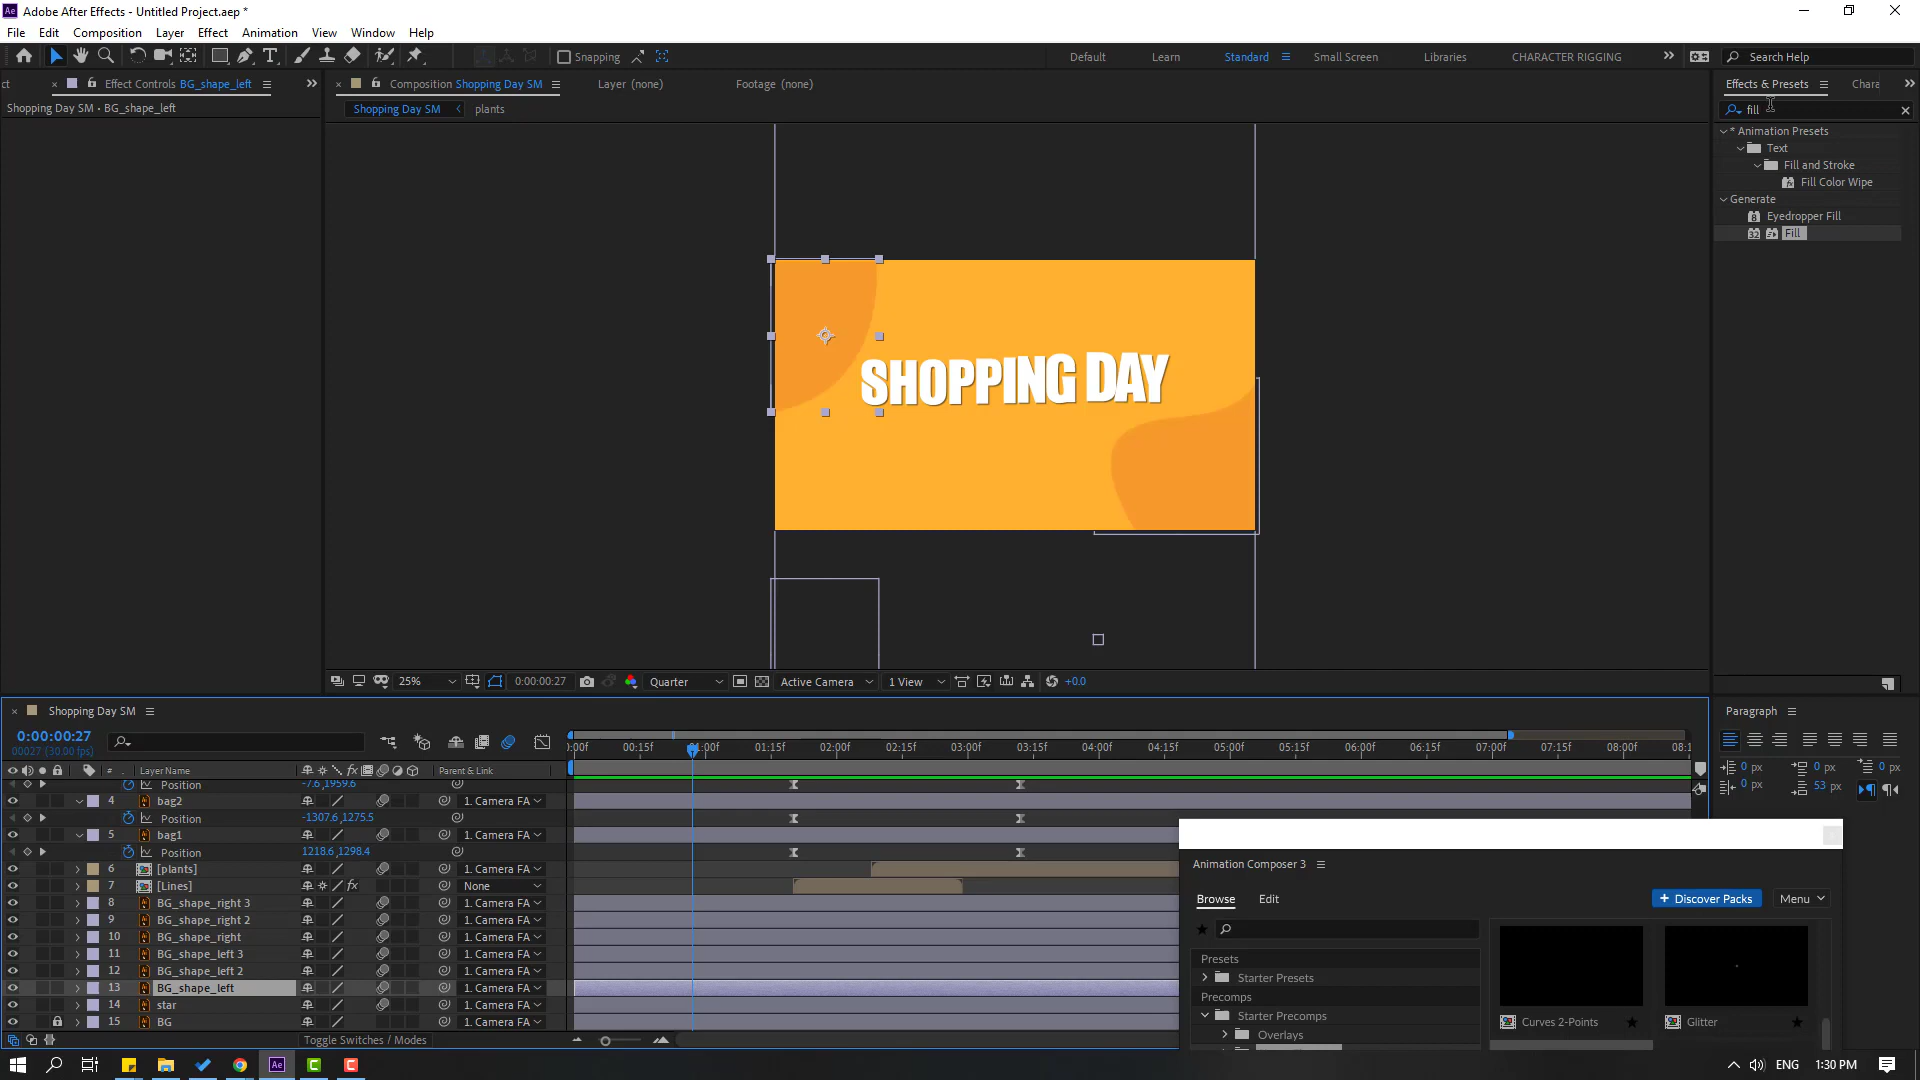 Adobe After Effects - Untitled Project.aep *
File Edit Composition Layer Effect Animation View Window Help
Snapping
Default Learn Standard Small Screen Libraries CHARACTER RIGGING
Search Help
Effect Controls BG_shape_left
Composition Shopping Day SM
Layer (none)
Footage (none)
Effects & Presets
Shopping Day SM • BG_shape_left
Shopping Day SM
plants
fill
* Animation Presets
Text
Fill and Stroke
Fill Color Wipe
Generate
Eyedropper Fill
Fill
SHOPPING DAY
25%
0:00:00:27
Quarter
Active Camera
1 View
+0.0
Shopping Day SM
0:00:00:27
00027 (30.00 fps)
00:15f 01:00f 01:15f 02:00f 02:15f 03:00f 03:15f 04:00f 04:15f 05:00f 05:15f 06:00f 06:15f 07:00f 07:15f 08:00f
# Layer Name Parent & Link
Position -7.6,1959.6
4 bag2 1. Camera FA
Position -1307.6,1275.5
5 bag1 1. Camera FA
Position 1218.6,1298.4
6 [plants] 1. Camera FA
7 [Lines] None
8 BG_shape_right 3 1. Camera FA
9 BG_shape_right 2 1. Camera FA
10 BG_shape_right 1. Camera FA
11 BG_shape_left 3 1. Camera FA
12 BG_shape_left 2 1. Camera FA
13 BG_shape_left 1. Camera FA
14 star 1. Camera FA
15 BG 1. Camera FA
Toggle Switches / Modes
Paragraph
0 px 0 px 0 px
0 px 53 px
Animation Composer 3
Browse Edit
+ Discover Packs
Menu
Presets
Starter Presets
Precomps
Starter Precomps
Overlays
Curves 2-Points
Glitter
ENG 1:30 PM